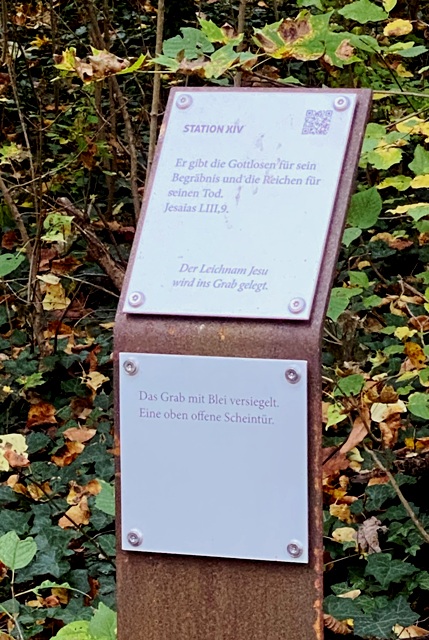 STATION XIV
Er gibt die Gottlosen für sein
Begräbnis und die Reichen für
seinen Tod.
Jesaias LIII,9.
Der Leichnam Jesu
wird ins Grab gelegt.
Das Grab mit Blei versiegelt.
Eine oben offene Scheintür.